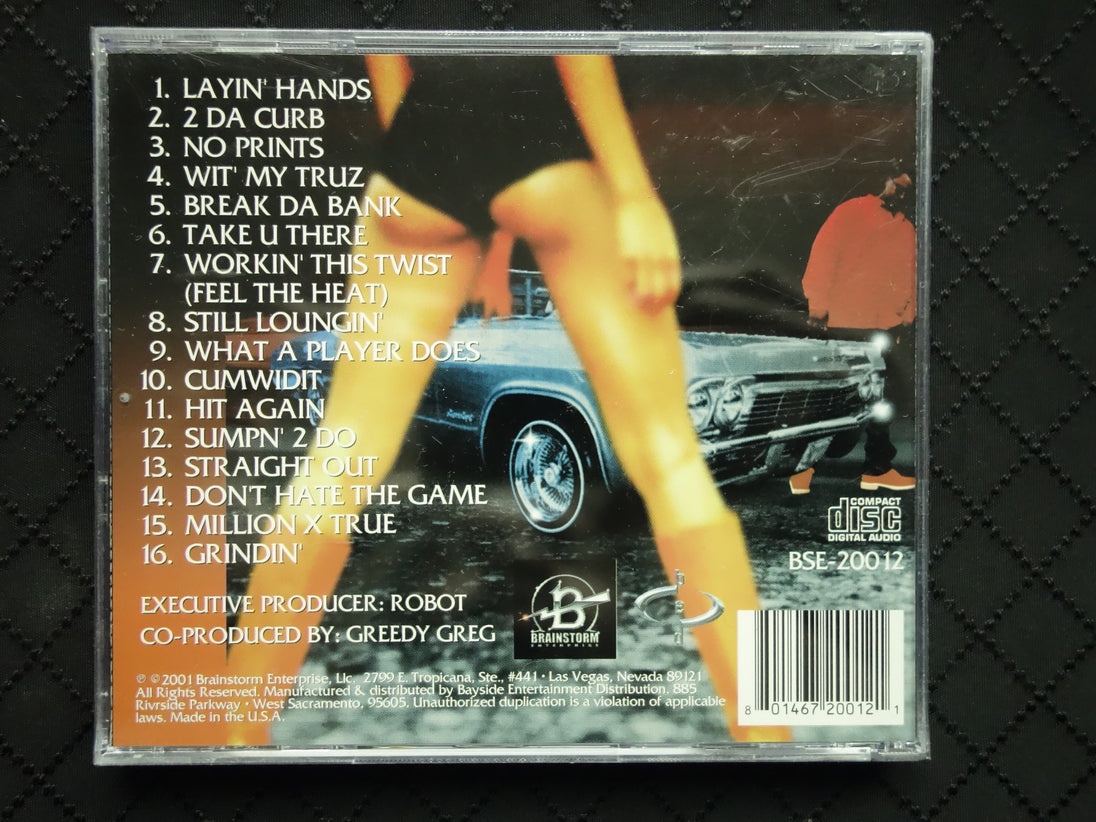 1. LAYIN' HANDS
2. 2 DA CURB
3. NO PRINTS
4. WIT' MY TRUZ
5. BREAK DA BANK
6. TAKE U THERE
7. WORKIN' THIS TWIST
(FEEL THE HEAT)
8. STILL LOUNGIN'
9. WHAT A PLAYER DOES
10. CUMWIDIT
11. HIT AGAIN
12. SUMPN' 2 DO
13. STRAIGHT OUT
14. DON'T HATE THE GAME
15. MILLION X TRUE
16. GRINDIN'
COMPACT
disc
DIGITAL AUDIO
BSE-20012
EXECUTIVE PRODUCER: ROBOT
CO-PRODUCED BY: GREEDY GREG
B
BRAINSTORM
ENTERPRISE
℗ © 2001 Brainstorm Enterprise, Llc. 2799 E. Tropicana, Ste., #441 • Las Vegas, Nevada 89121
All Rights Reserved. Manufactured & distributed by Bayside Entertainment Distribution. 885
Rivrside Parkway • West Sacramento, 95605. Unauthorized duplication is a violation of applicable
laws. Made in the U.S.A.
8 01467 20012 1